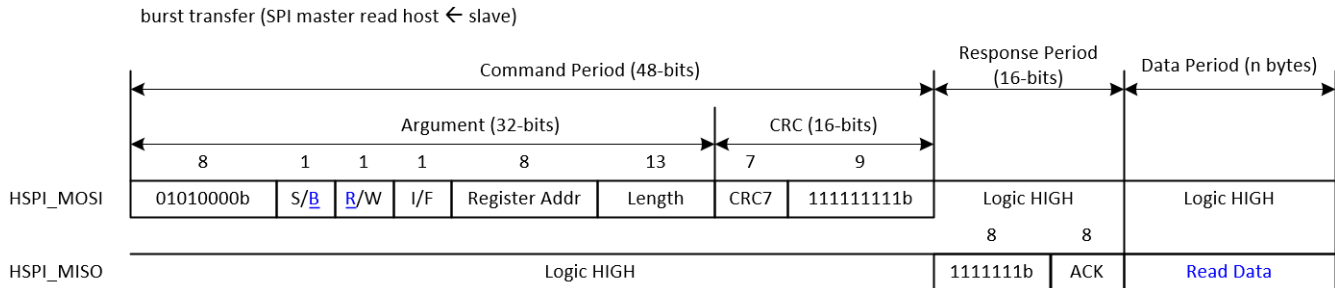 burst transfer (SPI master read host ← slave)
Command Period (48-bits)
Response Period
(16-bits)
Data Period (n bytes)
Argument (32-bits)
CRC (16-bits)
8 1 1 1 8 13 7 9
HSPI_MOSI 01010000b S/B R/W I/F Register Addr Length CRC7 111111111b Logic HIGH Logic HIGH
8 8
HSPI_MISO Logic HIGH 1111111b ACK Read Data